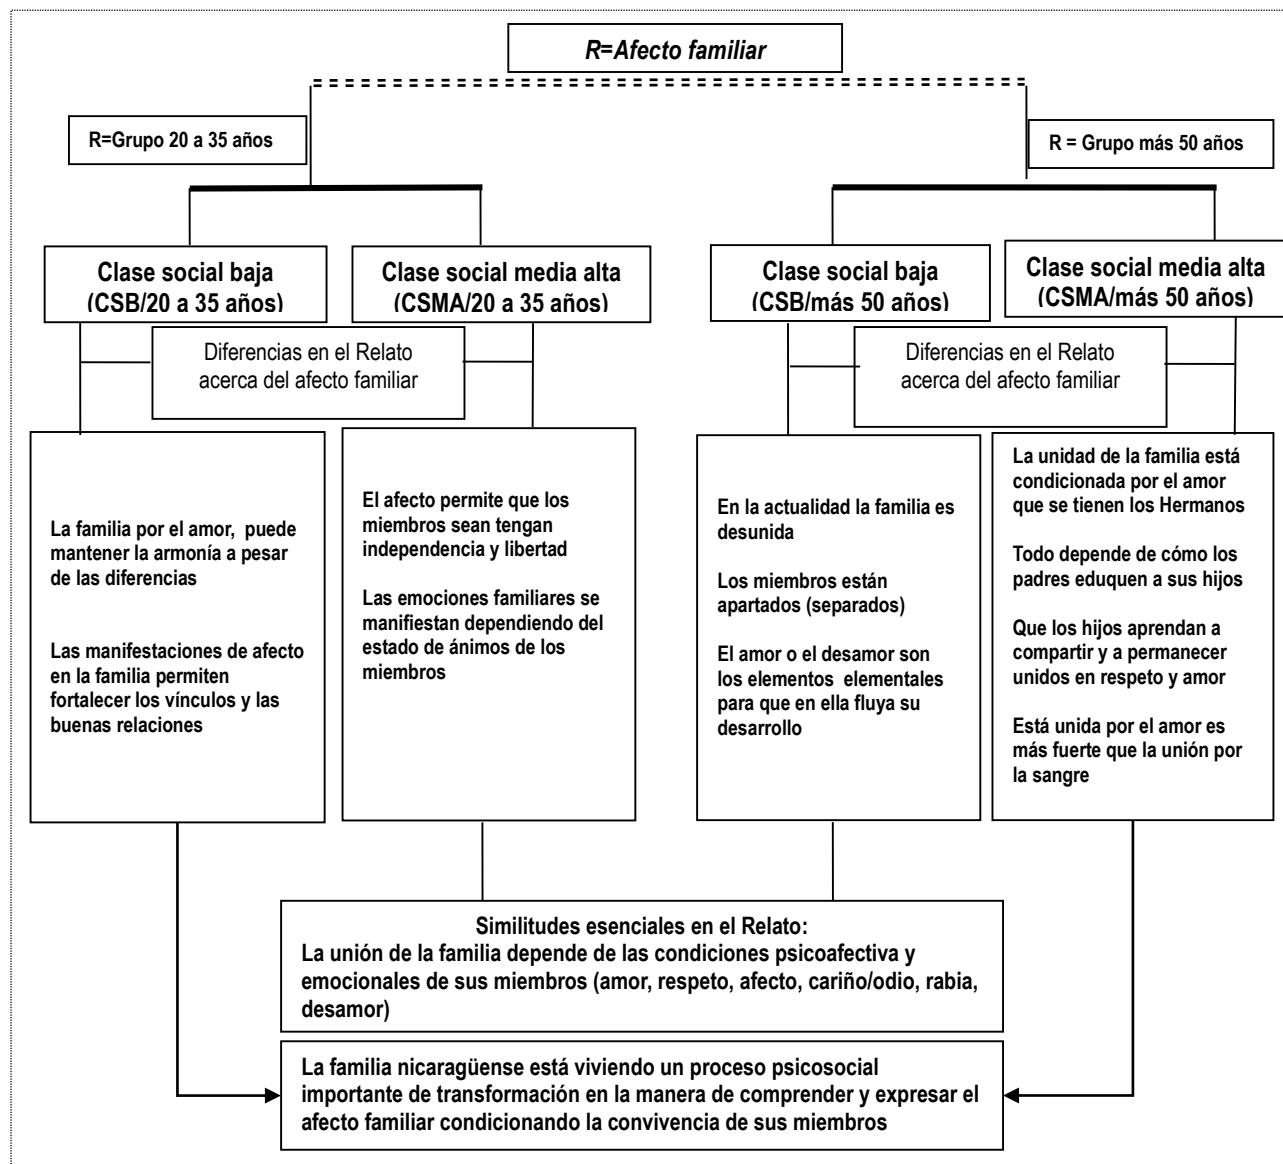 R=Afecto familiar
R=Grupo 20 a 35 años
R = Grupo más 50 años
Clase social baja
(CSB/20 a 35 años)
Clase social media alta
(CSMA/20 a 35 años)
Clase social baja
(CSB/más 50 años)
Clase social media alta
(CSMA/más 50 años)
Diferencias en el Relato
acerca del afecto familiar
Diferencias en el Relato
acerca del afecto familiar
La familia por el amor, puede
mantener la armonía a pesar
de las diferencias
Las manifestaciones de afecto
en la familia permiten
fortalecer los vínculos y las
buenas relaciones
El afecto permite que los
miembros sean tengan
independencia y libertad
Las emociones familiares se
manifiestan dependiendo del
estado de ánimos de los
miembros
En la actualidad la familia es
desunida
Los miembros están
apartados (separados)
El amor o el desamor son
los elementos elementales
para que en ella fluya su
desarrollo
La unidad de la familia está
condicionada por el amor
que se tienen los Hermanos
Todo depende de cómo los
padres eduquen a sus hijos
Que los hijos aprendan a
compartir y a permanecer
unidos en respeto y amor
Está unida por el amor es
más fuerte que la unión por
la sangre
Similitudes esenciales en el Relato:
La unión de la familia depende de las condiciones psicoafectiva y
emocionales de sus miembros (amor, respeto, afecto, cariño/odio, rabia,
desamor)
La familia nicaragüense está viviendo un proceso psicosocial
importante de transformación en la manera de comprender y expresar el
afecto familiar condicionando la convivencia de sus miembros